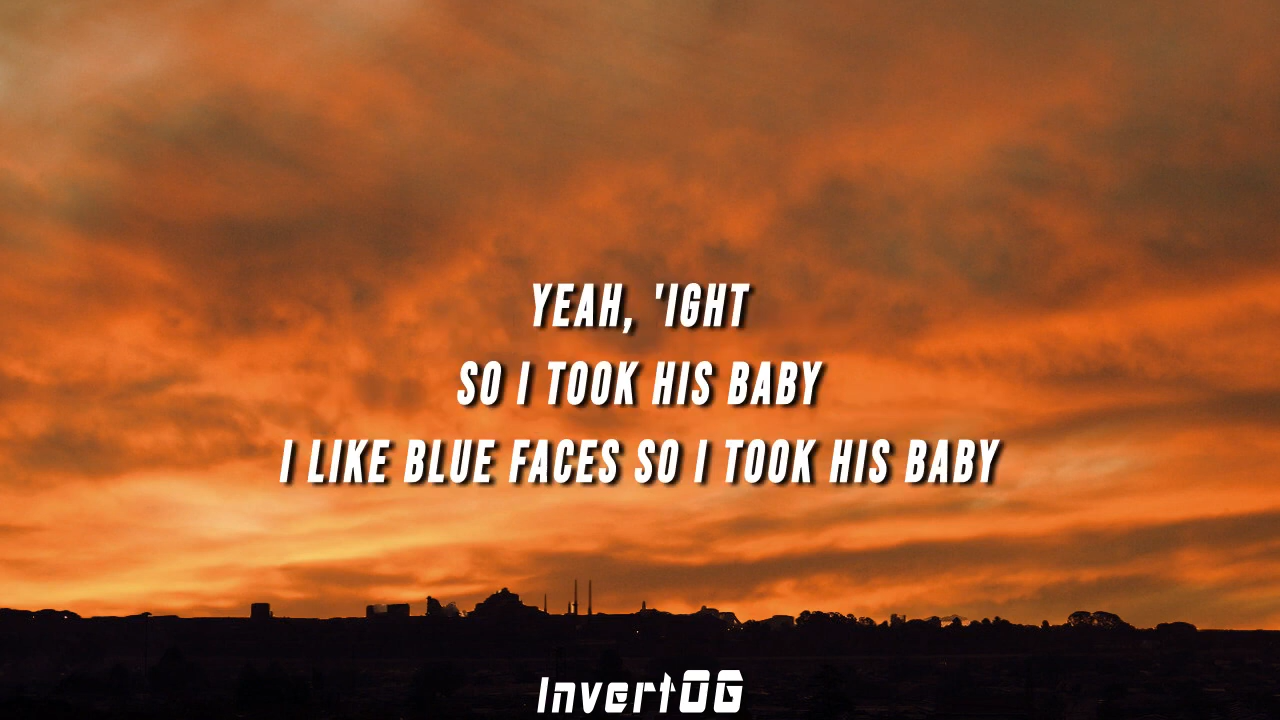 YEAH, 'IGHT
SO I TOOK HIS BABY
I LIKE BLUE FACES SO I TOOK HIS BABY
InvertOG